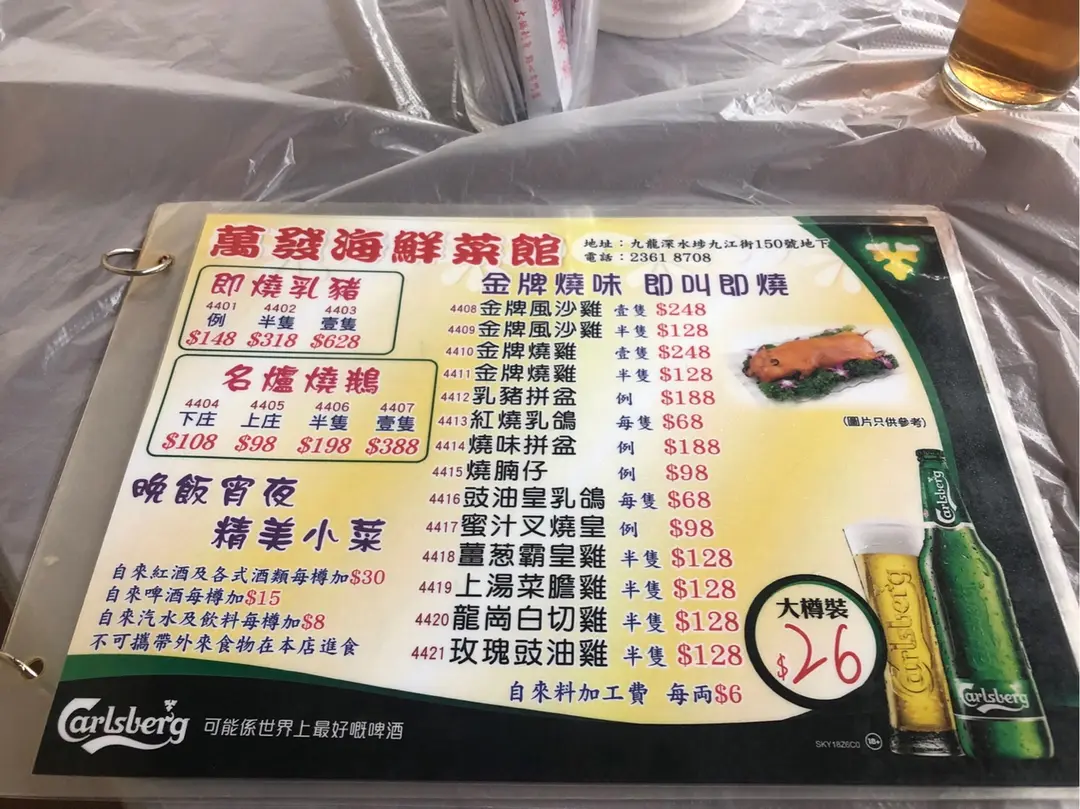 萬發海鮮菜館
地址：九龍深水埗九江街150號地下
電話：2361 8708
即燒乳豬
4401 4402 4403
例 半隻 壹隻
$148 $318 $628
名爐燒鵝
4404 4405 4406 4407
下庄 上庄 半隻 壹隻
$108 $98 $198 $388
晚飯宵夜
精美小菜
自來紅酒及各式酒類每樽加$30
自來啤酒每樽加$15
自來汽水及飲料每樽加$8
不可攜帶外來食物在本店進食
金牌燒味 即叫即燒
4408 金牌風沙雞 壹隻 $248
4409 金牌風沙雞 半隻 $128
4410 金牌燒雞 壹隻 $248
4411 金牌燒雞 半隻 $128
4412 乳豬拼盆 例 $188
4413 紅燒乳鴿 每隻 $68
4414 燒味拼盆 例 $188
4415 燒腩仔 例 $98
4416 豉油皇乳鴿 每隻 $68
4417 蜜汁叉燒皇 例 $98
4418 薑葱霸皇雞 半隻 $128
4419 上湯菜膽雞 半隻 $128
4420 龍崗白切雞 半隻 $128
4421 玫瑰豉油雞 半隻 $128
自來料加工費 每両$6
(圖片只供參考)
大樽裝
$26
Carlsberg
Carlsberg
Carlsberg
Carlsberg 可能係世界上最好嘅啤酒
SKY1826C0 18+